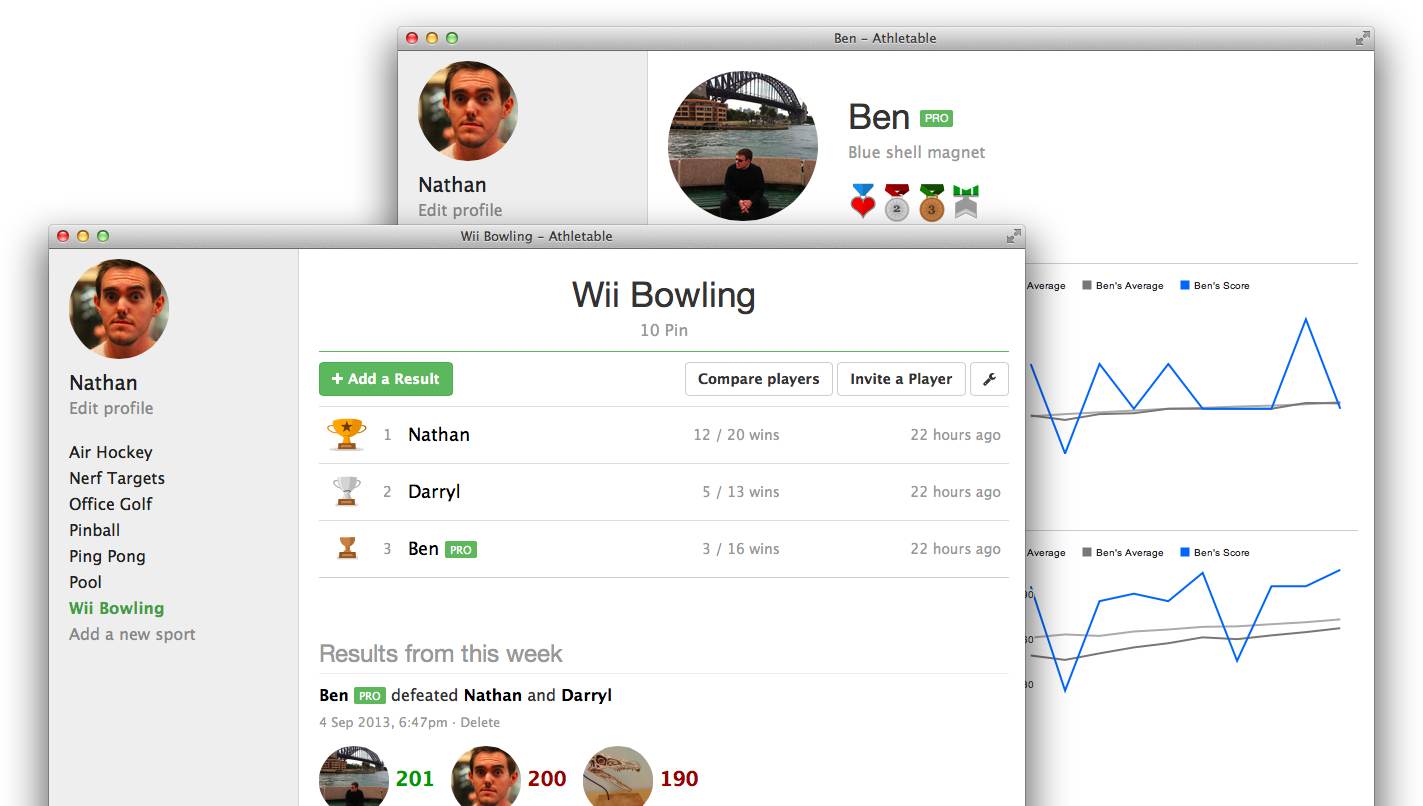 Ben – Athletable
Nathan
Edit profile
Ben PRO
Blue shell magnet
2 3
Average Ben's Average Ben's Score
Average Ben's Average Ben's Score
Wii Bowling – Athletable
Nathan
Edit profile
Air Hockey
Nerf Targets
Office Golf
Pinball
Ping Pong
Pool
Wii Bowling
Add a new sport
Wii Bowling
10 Pin
+ Add a Result Compare players Invite a Player
1 Nathan 12 / 20 wins 22 hours ago
2 Darryl 5 / 13 wins 22 hours ago
3 Ben PRO 3 / 16 wins 22 hours ago
Results from this week
Ben PRO defeated Nathan and Darryl
4 Sep 2013, 6:47pm · Delete
201 200 190